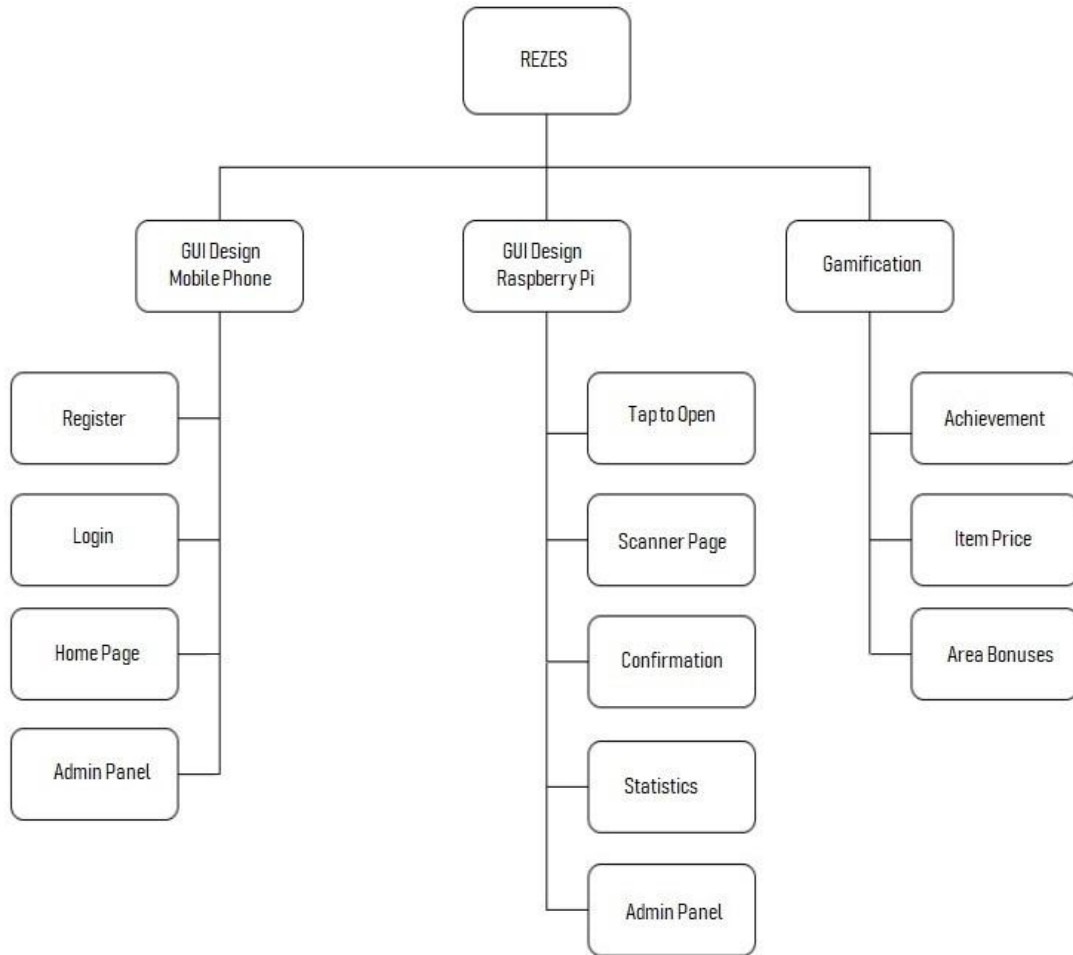 REZES
GUI Design
Mobile Phone
GUI Design
Raspberry Pi
Gamification
Register
Login
Home Page
Admin Panel
Tap to Open
Scanner Page
Confirmation
Statistics
Admin Panel
Achievement
Item Price
Area Bonuses